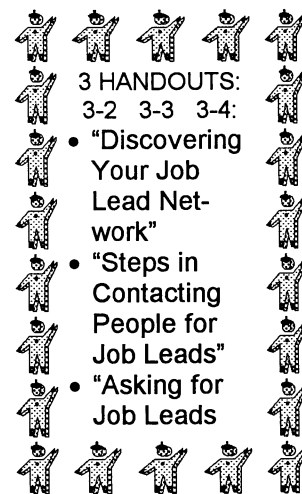 3 HANDOUTS:
3-2 3-3 3-4:
• “Discovering
Your Job
Lead Net-
work”
• “Steps in
Contacting
People for
Job Leads”
• “Asking for
Job Leads